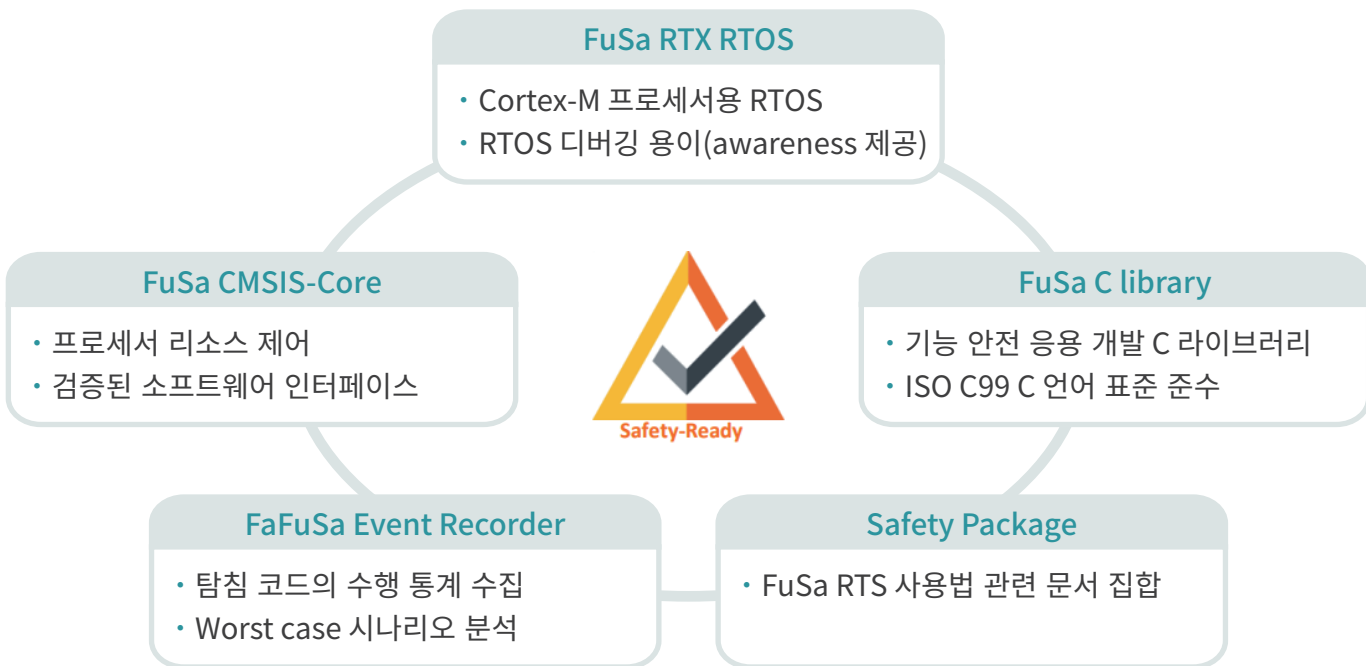 FuSa RTX RTOS
· Cortex-M 프로세서용 RTOS
· RTOS 디버깅 용이(awareness 제공)
FuSa CMSIS-Core
· 프로세서 리소스 제어
· 검증된 소프트웨어 인터페이스
Safety-Ready
FuSa C library
· 기능 안전 응용 개발 C 라이브러리
· ISO C99 C 언어 표준 준수
FaFuSa Event Recorder
· 탐침 코드의 수행 통계 수집
· Worst case 시나리오 분석
Safety Package
· FuSa RTS 사용법 관련 문서 집합